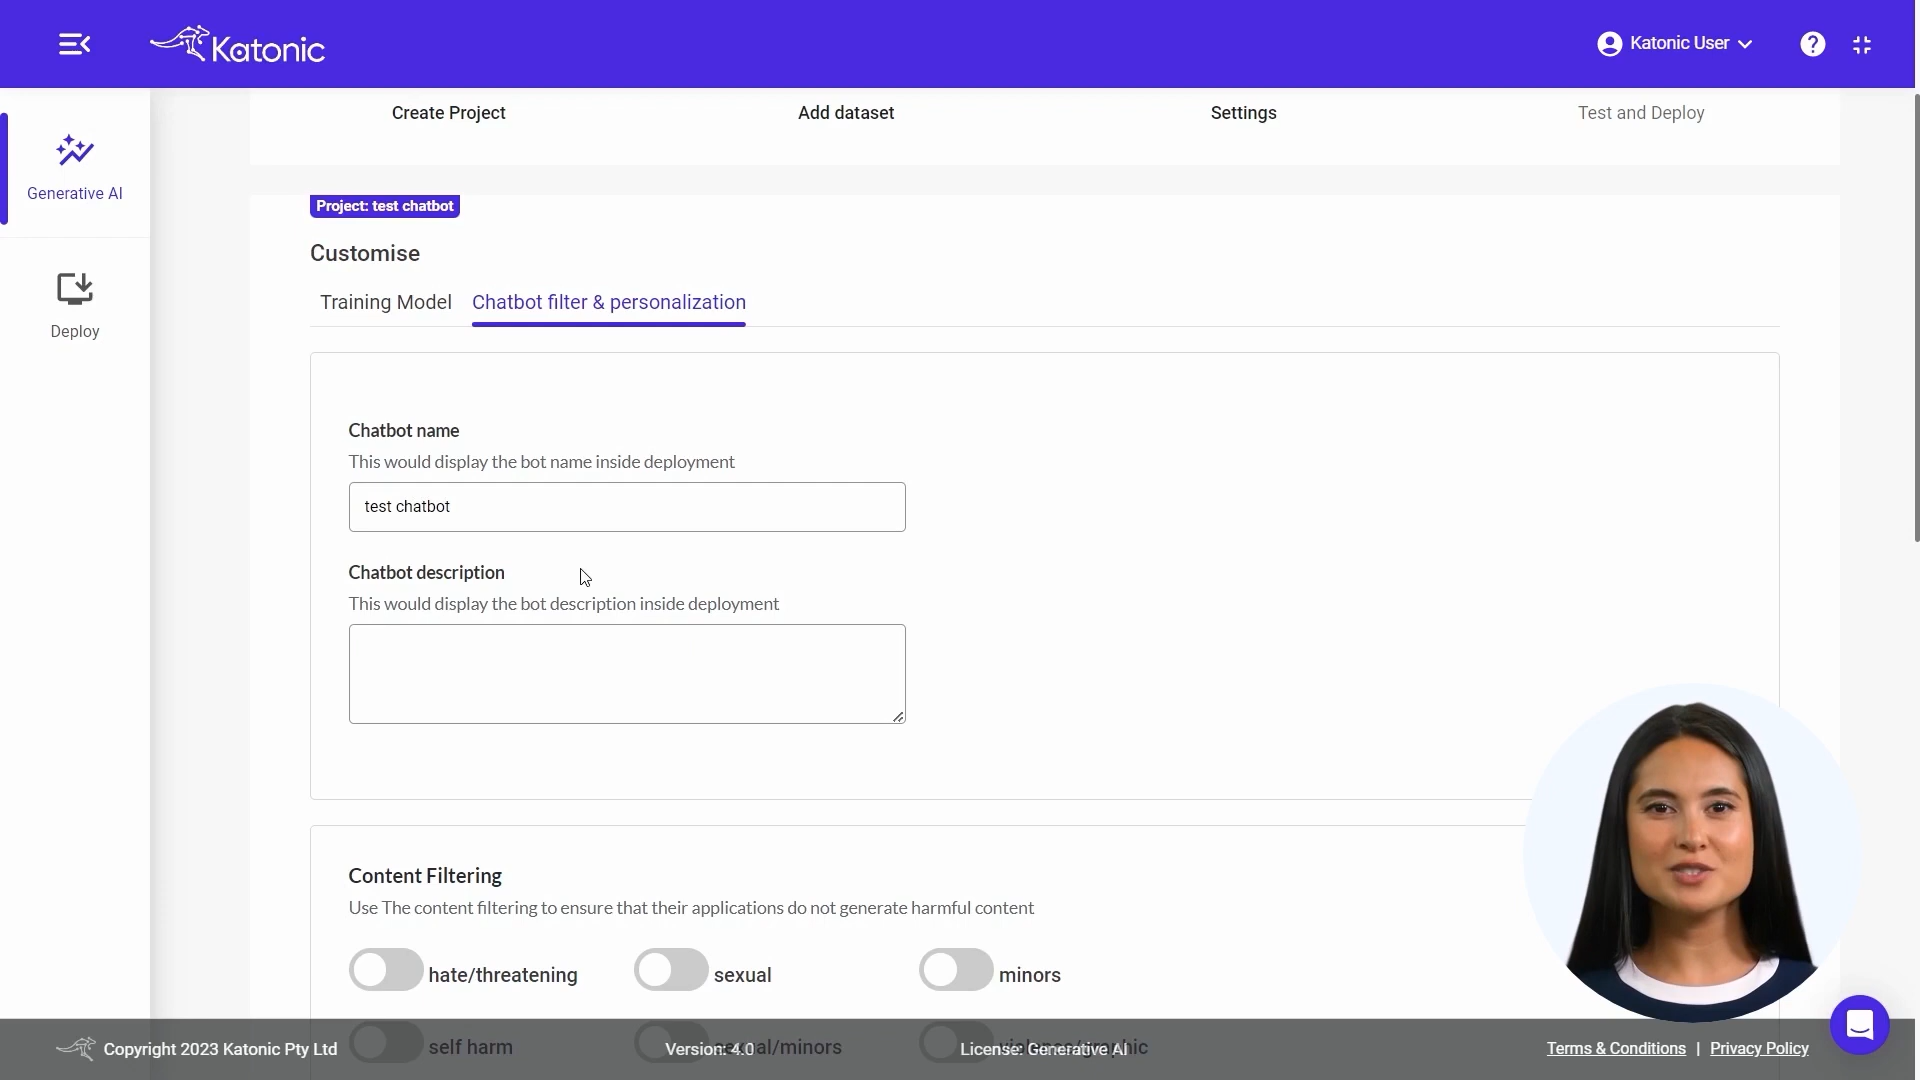 Katonic
Katonic User
Create Project
Add dataset
Settings
Test and Deploy
Generative AI
Deploy
Project: test chatbot
Customise
Training Model
Chatbot filter & personalization
Chatbot name
This would display the bot name inside deployment
test chatbot
Chatbot description
This would display the bot description inside deployment
Content Filtering
Use The content filtering to ensure that their applications do not generate harmful content
hate/threatening
sexual
minors
self harm
sexual/minors
violence/graphic
Copyright 2023 Katonic Pty Ltd
Version: 4.0
License: Generative AI
Terms & Conditions | Privacy Policy